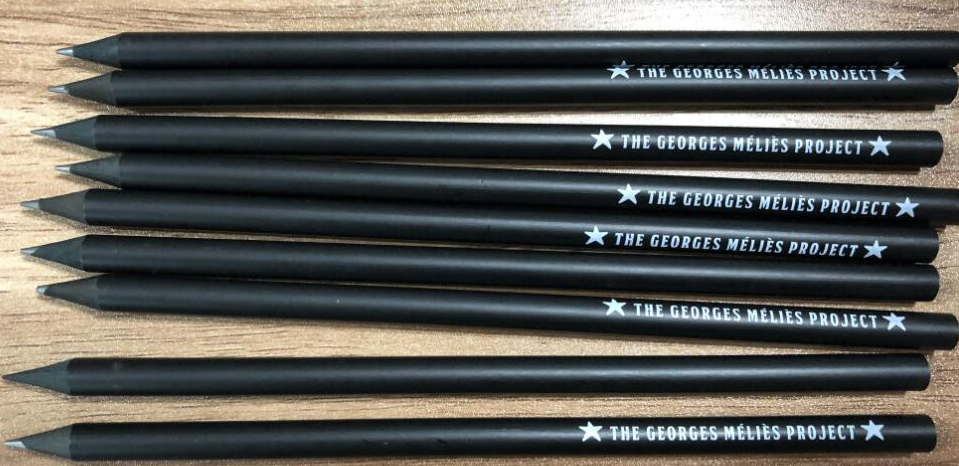 ★ THE GEORGES MÉLIÈS PROJECT ★
★ THE GEORGES MÉLIÈS PROJECT ★
★ THE GEORGES MÉLIÈS PROJECT ★
★ THE GEORGES MÉLIÈS PROJECT ★
★ THE GEORGES MÉLIÈS PROJECT ★
★ THE GEORGES MÉLIÈS PROJECT ★